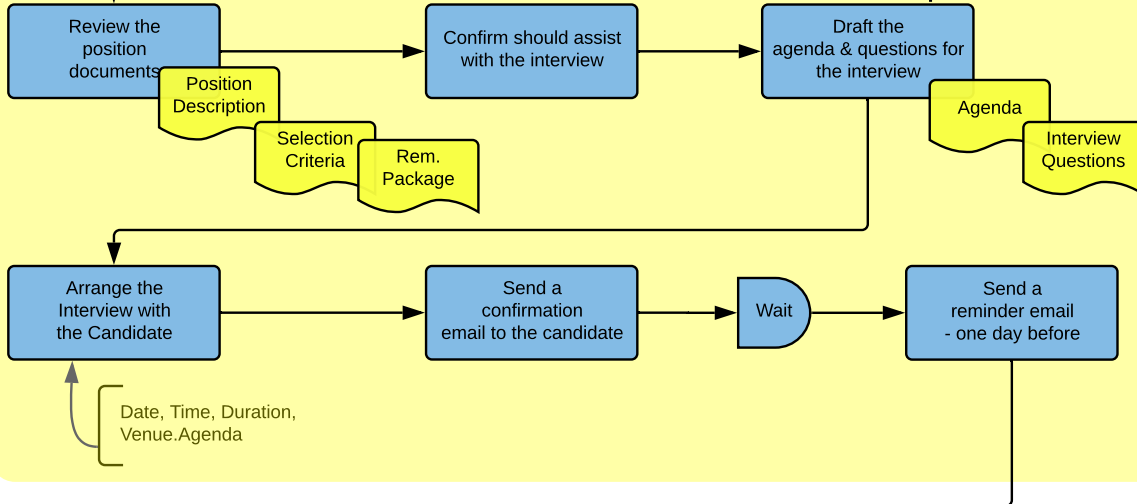 Review the
position
documents
Confirm should assist
with the interview
Draft the
agenda & questions for
the interview
Position
Description
Selection
Criteria
Rem.
Package
Agenda
Interview
Questions
Arrange the
Interview with
the Candidate
Send a
confirmation
email to the candidate
Wait
Send a
reminder email
- one day before
Date, Time, Duration,
Venue.Agenda